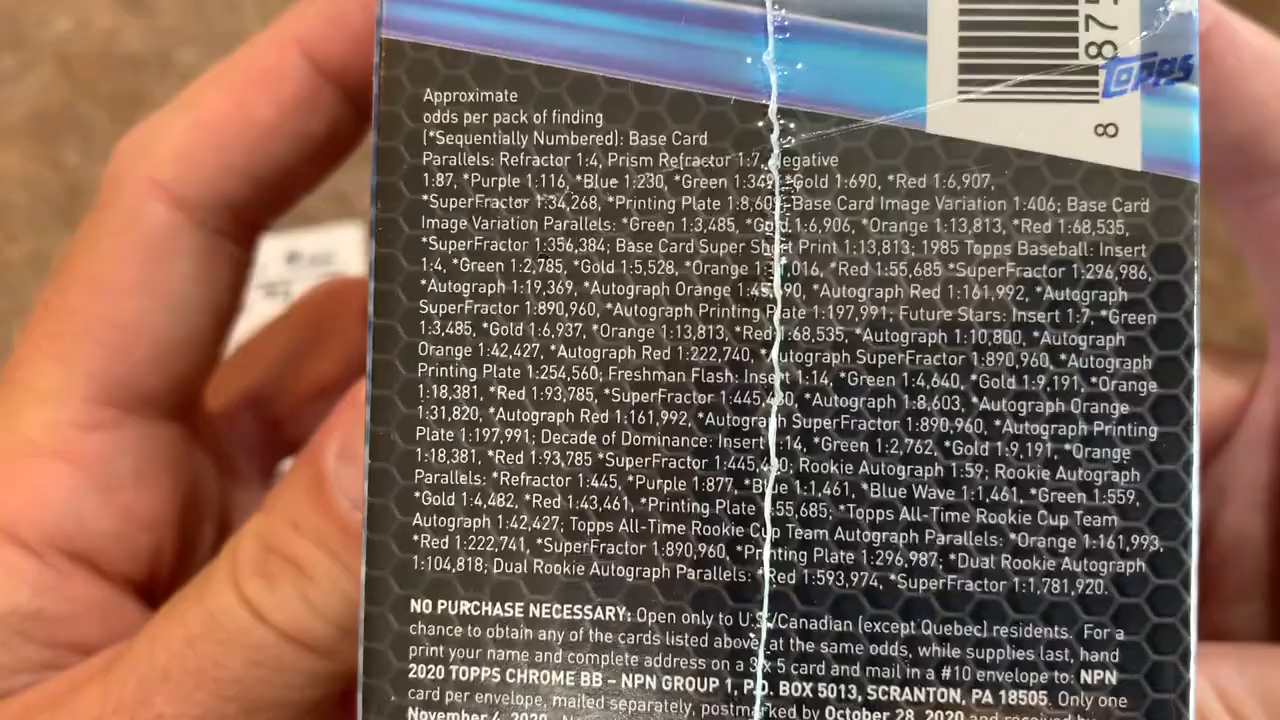 875
TOPPS
8
Approximate
odds per pack of finding
(*Sequentially Numbered): Base Card
Parallels: Refractor 1:4, Prism Refractor 1:7, Negative
1:87, *Purple 1:116, *Blue 1:230, *Green 1:349, *Gold 1:690, *Red 1:6,907,
*SuperFractor 1:34,268, *Printing Plate Base Card Image Variation 1:406; Base Card
Image Variation Parallels: *Green 1:3,485, *Gold 1:6,906, *Orange 1:13,813, *Red 1:68,535,
*SuperFractor 1:356,384; Base Card Super Short Print 1:13,813; 1985 Topps Baseball: Insert
1:4, *Green 1:2,785, *Gold 1:5,528, *Orange *Red 1:55,685 *SuperFractor 1:296,986,
*Autograph 1:19,369, *Autograph Orange *Autograph Red 1:161,992, *Autograph
SuperFractor 1:890,960, *Autograph Printing Plate 1:197,991; Future Stars: Insert 1:7, *Green
1:3,485, *Gold 1:6,937, *Orange 1:13,813, *Red 1:68,535, *Autograph 1:10,800, *Autograph
Orange 1:42,427, *Autograph Red 1:222,740, *Autograph SuperFractor 1:890,960, *Autograph
Printing Plate 1:254,560; Freshman Flash: Insert 1:14, *Green 1:4,640, *Gold 1:9,191, *Orange
1:18,381, *Red 1:93,785, *SuperFractor *Autograph 1:8,603, *Autograph Orange
1:31,820, *Autograph Red 1:161,992, *Autograph SuperFractor 1:890,960, *Autograph Printing
Plate 1:197,991; Decade of Dominance: Insert 1:14, *Green 1:2,762, *Gold 1:9,191, *Orange
1:18,381, *Red 1:93,785 *SuperFractor Rookie Autograph 1:59; Rookie Autograph
Parallels: *Refractor 1:445, *Purple 1:877, *Blue 1:1,461, *Blue Wave 1:1,461, *Green 1:559,
*Gold 1:4,482, *Red 1:43,461, *Printing Plate 1:55,685; *Topps All-Time Rookie Cup Team
Autograph 1:42,427; Topps All-Time Rookie Cup Team Autograph Parallels: *Orange 1:161,993,
*Red 1:222,741, *SuperFractor 1:890,960, *Printing Plate 1:296,987; *Dual Rookie Autograph
1:104,818; Dual Rookie Autograph Parallels: *Red 1:593,974, *SuperFractor 1:1,781,920.
NO PURCHASE NECESSARY: Open only to U.S./Canadian (except Quebec) residents. For a
chance to obtain any of the cards listed above, at the same odds, while supplies last, hand
print your name and complete address on a 3 x 5 card and mail in a #10 envelope to: NPN
2020 TOPPS CHROME BB – NPN GROUP 1, P.O. BOX 5013, SCRANTON, PA 18505. Only one
card per envelope, mailed separately, postmarked by October 28, 2020 and received by
November 4, 2020.